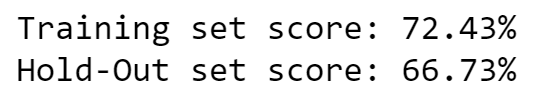 Training set score: 72.43%
Hold-Out set score: 66.73%